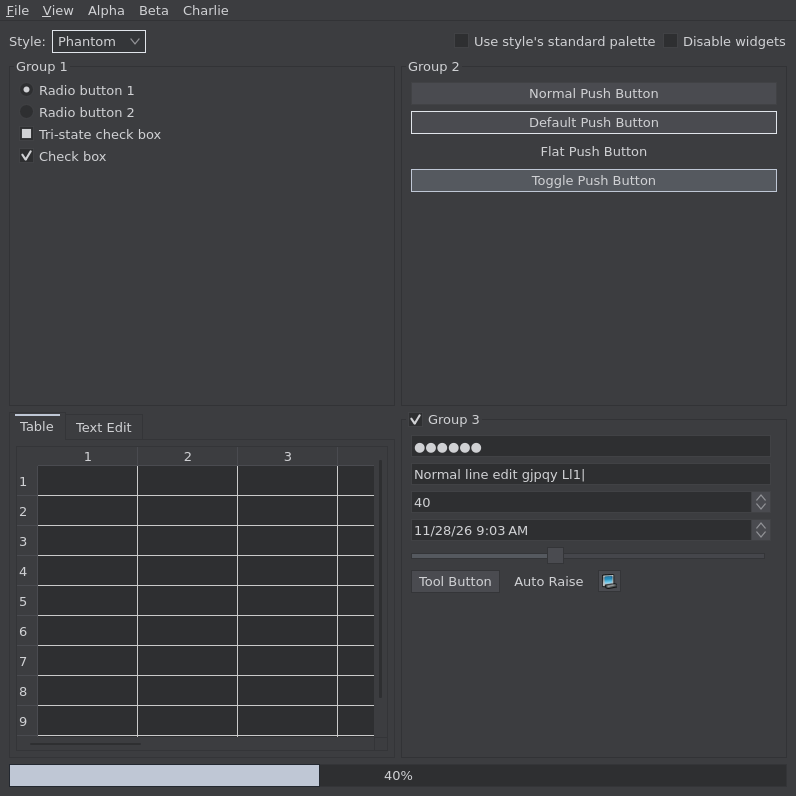 File View Alpha Beta Charlie
Style: Phantom Use style's standard palette Disable widgets
Group 1
Radio button 1
Radio button 2
Tri-state check box
Check box
Group 2
Normal Push Button
Default Push Button
Flat Push Button
Toggle Push Button
Table Text Edit
1 2 3
1
2
3
4
5
6
7
8
9
Group 3
●●●●●●
Normal line edit gjpqy Ll1|
40
11/28/26 9:03 AM
Tool Button Auto Raise
40%